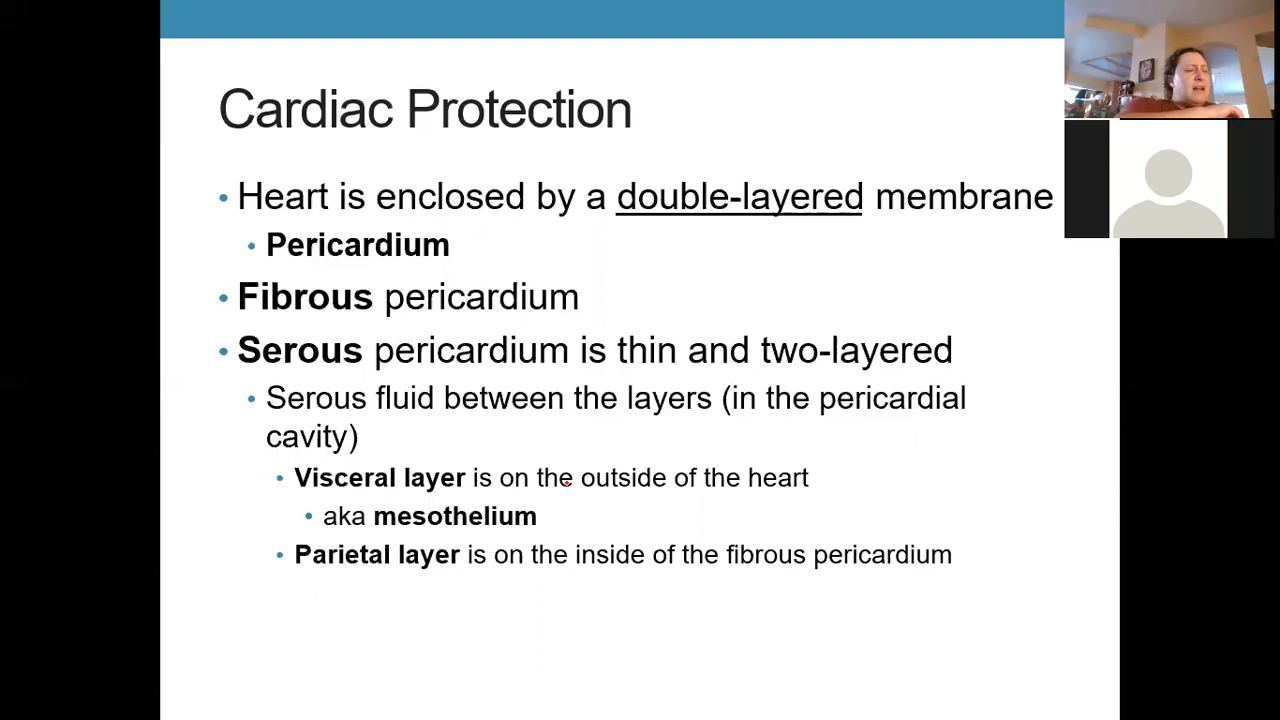 Cardiac Protection
• Heart is enclosed by a double-layered membrane
• Pericardium
• Fibrous pericardium
• Serous pericardium is thin and two-layered
• Serous fluid between the layers (in the pericardial
cavity)
• Visceral layer is on the outside of the heart
• aka mesothelium
• Parietal layer is on the inside of the fibrous pericardium